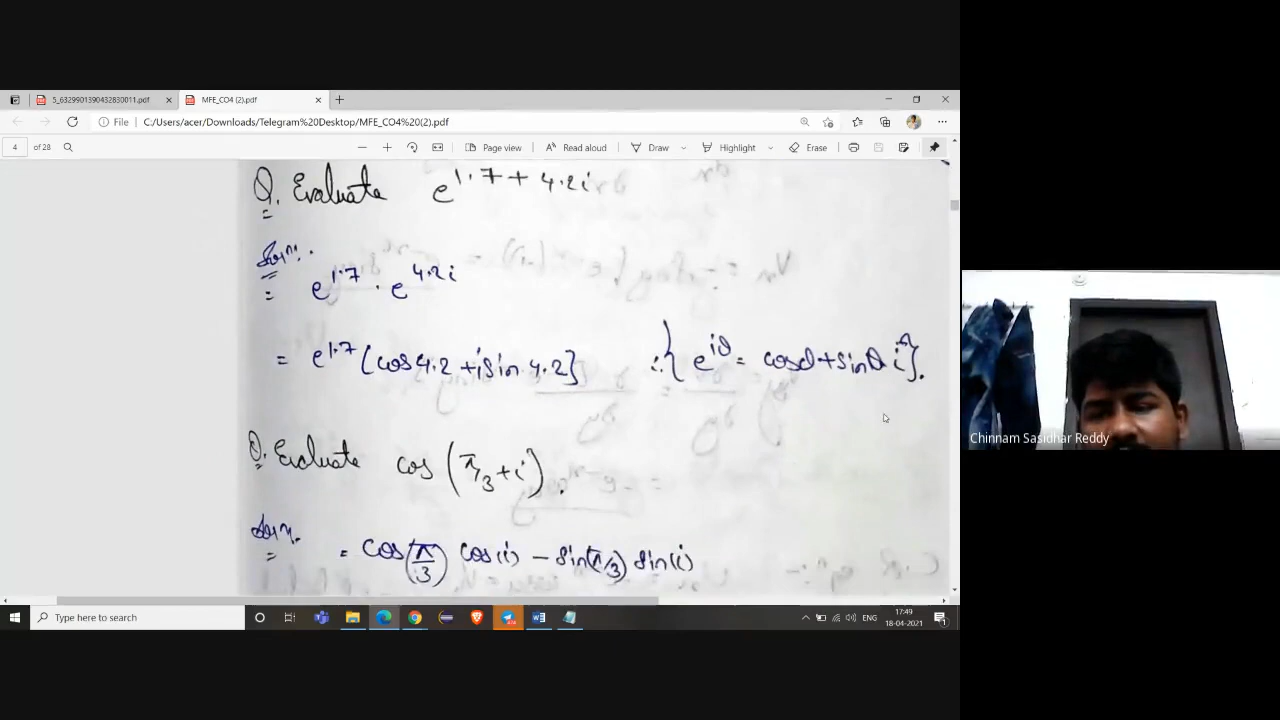 5_6329901390432830011.pdf
MFE_CO4 (2).pdf
File C:/Users/acer/Downloads/Telegram%20Desktop/MFE_CO4%20(2).pdf
4 of 28 Page view Read aloud Draw Highlight Erase
Q. Evaluate e^{1.7+4.2i}
Soln.
= e^{1.7} . e^{4.2i}
= e^{1.7} [cos 4.2 + i sin 4.2] ∴ { e^{iθ} = cosθ + sinθ i }.
Q. Evaluate cos (π/3 + i).
Soln.
= cos(π/3) cos(i) – sin(π/3) sin(i)
Chinnam Sasidhar Reddy
Type here to search
ENG
17:49
18-04-2021